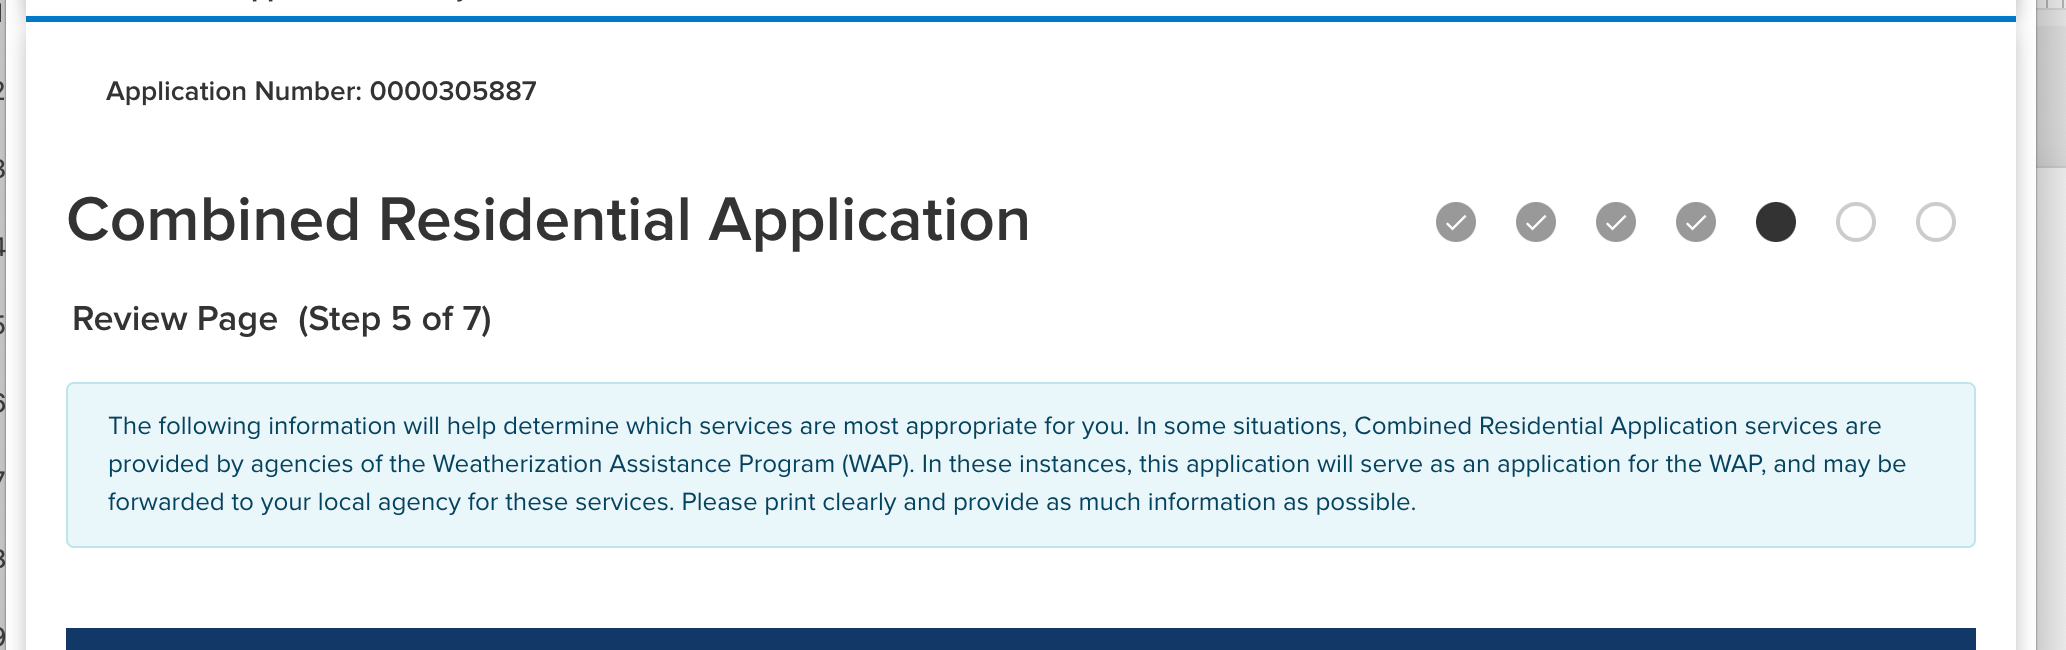 Application Number: 0000305887
Combined Residential Application
Review Page (Step 5 of 7)
The following information will help determine which services are most appropriate for you. In some situations, Combined Residential Application services are
provided by agencies of the Weatherization Assistance Program (WAP). In these instances, this application will serve as an application for the WAP, and may be
forwarded to your local agency for these services. Please print clearly and provide as much information as possible.